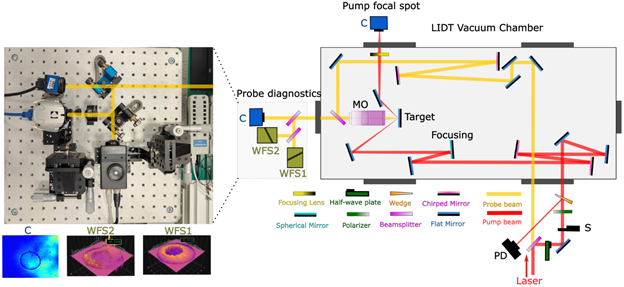 Pump focal spot
C
LIDT Vacuum Chamber
Probe diagnostics
C
WFS2
WFS1
MO
Target
Focusing
Focusing Lens
Half-wave plate
Wedge
Chirped Mirror
Probe beam
Spherical Mirror
Polarizer
Beamsplitter
Flat Mirror
Pump beam
S
PD
Laser
C
WFS2
WFS1